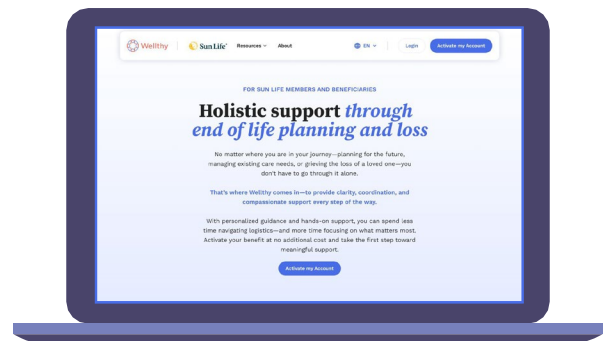 Wellthy
Sun Life
Resources
About
EN
Login
Activate my Account
FOR SUN LIFE MEMBERS AND BENEFICIARIES
Holistic support through
end of life planning and loss
No matter where you are in your journey—planning for the future,
managing existing care needs, or grieving the loss of a loved one—you
don't have to go through it alone.
That's where Wellthy comes in—to provide clarity, coordination, and
compassionate support every step of the way.
With personalized guidance and hands-on support, you can spend less
time navigating logistics—and more time focusing on what matters most.
Activate your benefit at no additional cost and take the first step toward
meaningful support.
Activate my Account